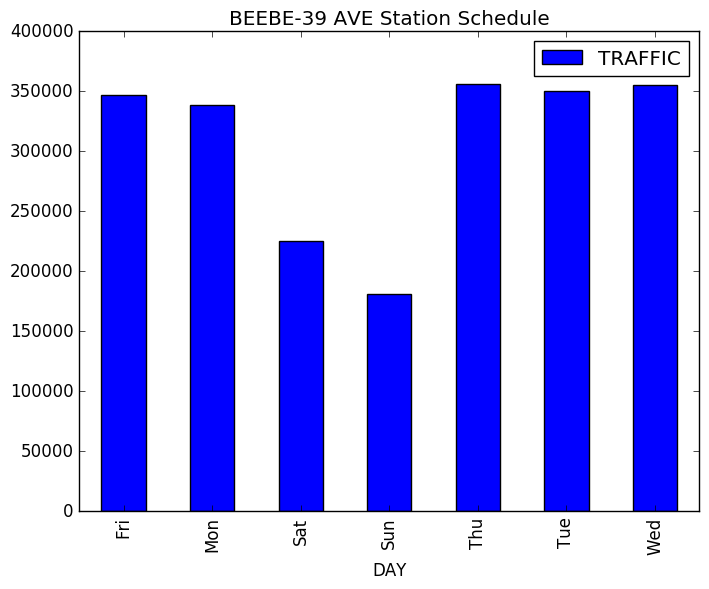 BEEBE-39 AVE Station Schedule
TRAFFIC
400000
350000
300000
250000
200000
150000
100000
50000
0
Fri
Mon
Sat
Sun
Thu
Tue
Wed
DAY